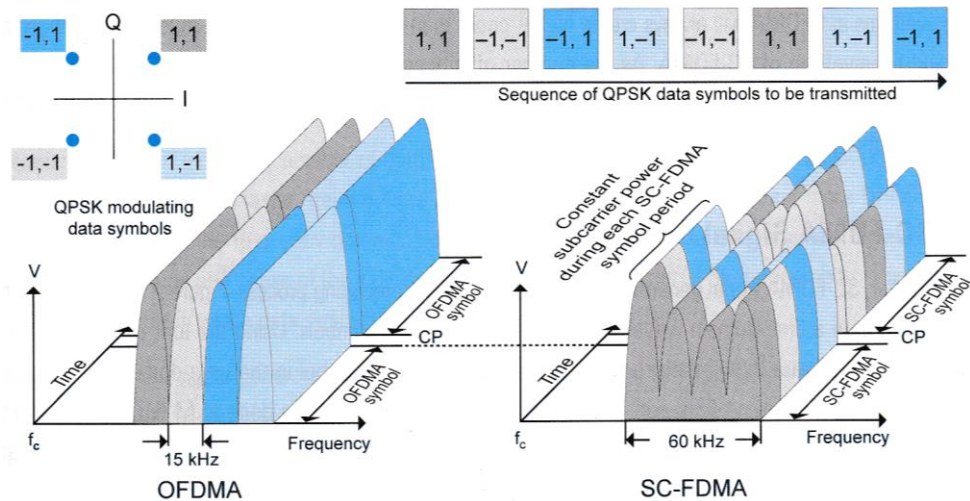 Q
-1,1
1,1
I
-1,-1
1,-1
QPSK modulating
data symbols
1, 1
–1,–1
–1, 1
1,–1
–1,–1
1, 1
1,–1
–1, 1
Sequence of QPSK data symbols to be transmitted
V
Time
fc
15 kHz
Frequency
OFDMA
symbol
CP
OFDMA
symbol
OFDMA
Constant
subcarrier power
during each SC-FDMA
symbol period
V
Time
fc
60 kHz
Frequency
SC-FDMA
symbol
CP
SC-FDMA
symbol
SC-FDMA